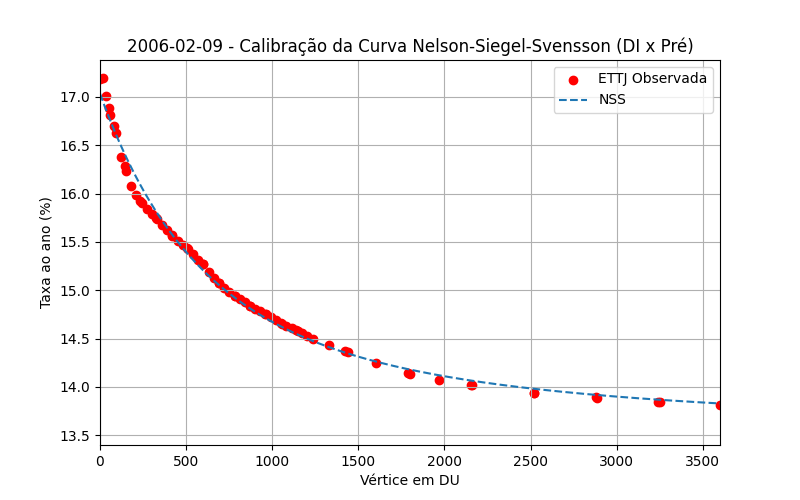 2006-02-09 - Calibração da Curva Nelson-Siegel-Svensson (DI x Pré)
ETTJ Observada
NSS
Taxa ao ano (%)
17.0
16.5
16.0
15.5
15.0
14.5
14.0
13.5
0 500 1000 1500 2000 2500 3000 3500
Vértice em DU